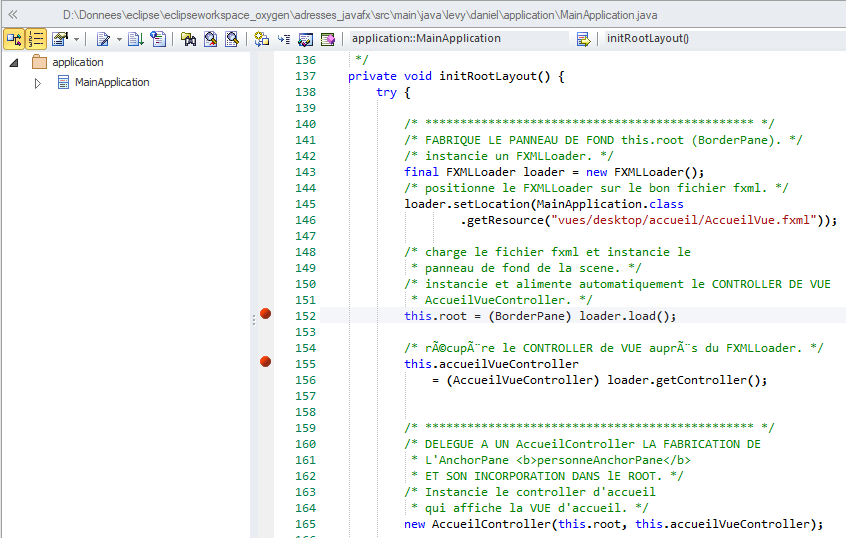 D:\Donnees\eclipse\eclipseworkspace_oxygen\adresses_javafx\src\main\java\levy\daniel\application\MainApplication.java
application::MainApplication initRootLayout()
application
MainApplication
136 */
137 private void initRootLayout() {
138 try {
139
140 /* *********************************************** */
141 /* FABRIQUE LE PANNEAU DE FOND this.root (BorderPane). */
142 /* instancie un FXMLLoader. */
143 final FXMLLoader loader = new FXMLLoader();
144 /* positionne le FXMLLoader sur le bon fichier fxml. */
145 loader.setLocation(MainApplication.class
146 .getResource("vues/desktop/accueil/AccueilVue.fxml"));
147
148 /* charge le fichier fxml et instancie le
149 * panneau de fond de la scene. */
150 /* instancie et alimente automatiquement le CONTROLLER DE VUE
151 * AccueilVueController. */
152 this.root = (BorderPane) loader.load();
153
154 /* rÃ©cupÃ¨re le CONTROLLER de VUE auprÃ¨s du FXMLLoader. */
155 this.accueilVueController
156 = (AccueilVueController) loader.getController();
157
158
159 /* *********************************************** */
160 /* DELEGUE A UN AccueilController LA FABRICATION DE
161 * L'AnchorPane <b>personneAnchorPane</b>
162 * ET SON INCORPORATION DANS lE ROOT. */
163 /* Instancie le controller d'accueil
164 * qui affiche la VUE d'accueil. */
165 new AccueilController(this.root, this.accueilVueController);